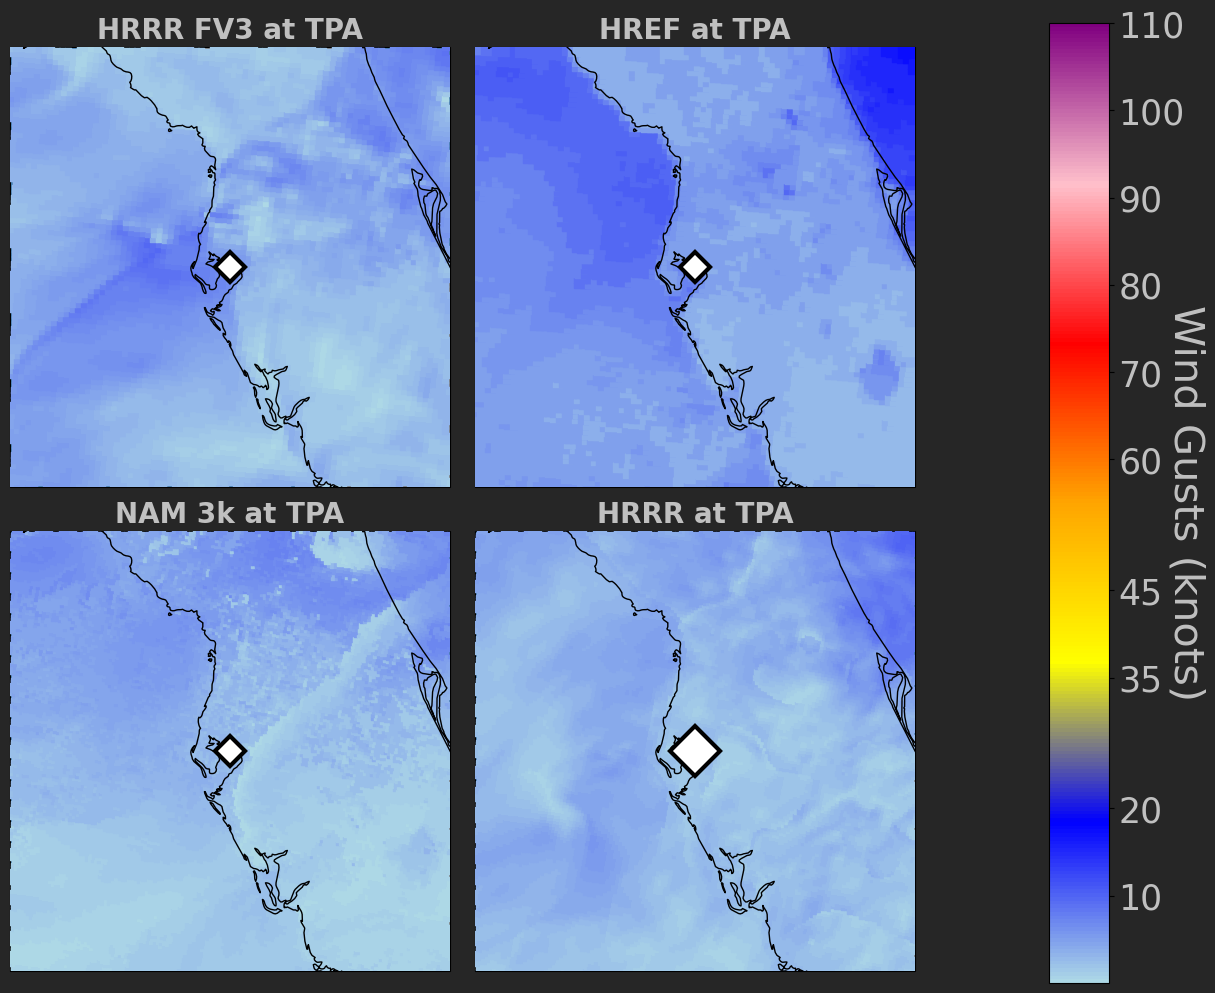 HRRR FV3 at TPA
HREF at TPA
NAM 3k at TPA
HRRR at TPA
110
100
90
80
70
60
45
35
20
10
Wind Gusts (knots)